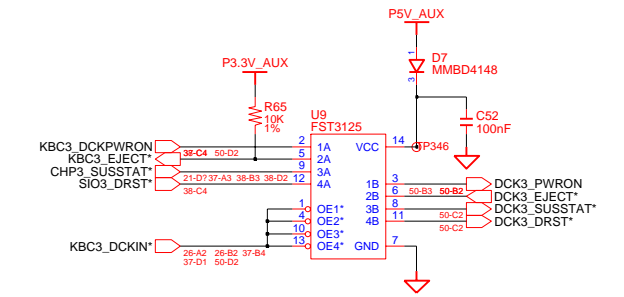 P5V_AUX
1
D7
MMBD4148
3
P3.3V_AUX
R65
10K
1%
U9
FST3125
C52
100nF
KBC3_DCKPWRON
2
1A
VCC
14
TP346
KBC3_EJECT*
38-C4
50-D2
5
2A
CHP3_SUSSTAT*
9
3A
SIO3_DRST*
21-D? 37-A3 38-B3 38-D2
12
4A
38-C4
1B
3
DCK3_PWRON
2B
6
50-B3
50-B2
DCK3_EJECT*
3B
8
DCK3_SUSSTAT*
4B
11
50-C2
DCK3_DRST*
50-C2
1
OE1*
4
OE2*
10
OE3*
KBC3_DCKIN*
13
OE4*
GND
7
26-A2 26-B2 37-B4
37-D1 50-D2